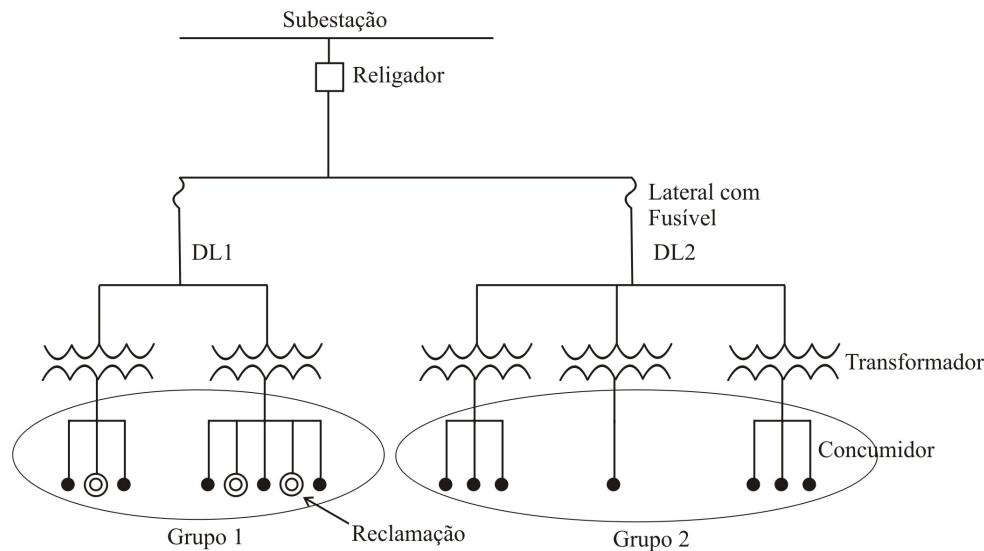 Subestação
Religador
Lateral com
Fusível
DL1
DL2
Transformador
Concumidor
Grupo 1
Reclamação
Grupo 2